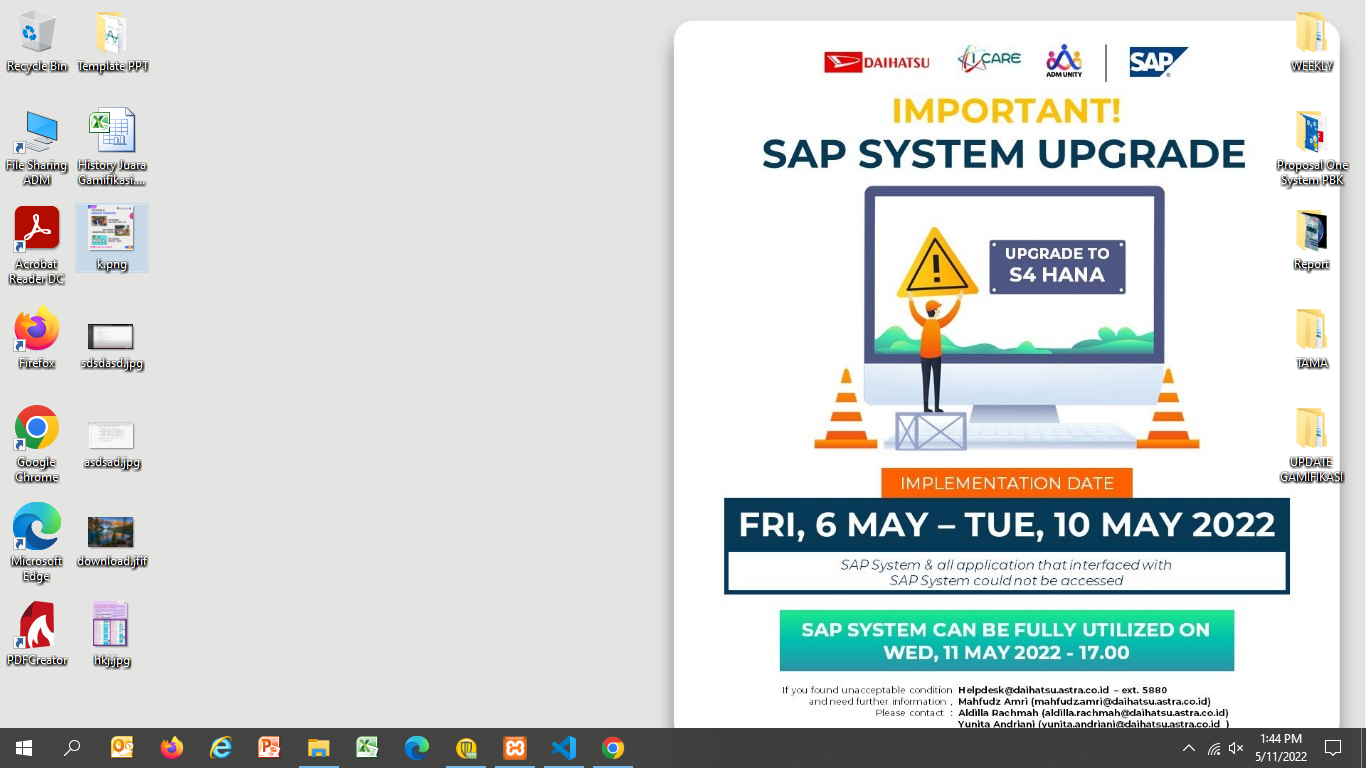 Recycle Bin
Template PPT
File Sharing
ADM
History Juara
Gamifikasi....
Acrobat
Reader DC
k.png
Firefox
sdsdasd.jpg
Google
Chrome
asdsad.jpg
Microsoft
Edge
download.jfif
PDFCreator
hkj.jpg
DAIHATSU
I CARE
ADM UNITY
SAP
IMPORTANT!
SAP SYSTEM UPGRADE
UPGRADE TO
S4 HANA
IMPLEMENTATION DATE
FRI, 6 MAY – TUE, 10 MAY 2022
SAP System & all application that interfaced with
SAP System could not be accessed
SAP SYSTEM CAN BE FULLY UTILIZED ON
WED, 11 MAY 2022 - 17.00
If you found unacceptable condition Helpdesk@daihatsu.astra.co.id – ext. 5880
and need further information , Mahfudz Amri (mahfudz.amri@daihatsu.astra.co.id)
Please contact : Aldilla Rachmah (aldilla.rachmah@daihatsu.astra.co.id)
Yunita Andriani (yunita.andriani@daihatsu.astra.co.id )
WEEKLY
Proposal One
System PBK
Report
TAMA
UPDATE
GAMIFIKASI
1:44 PM
5/11/2022